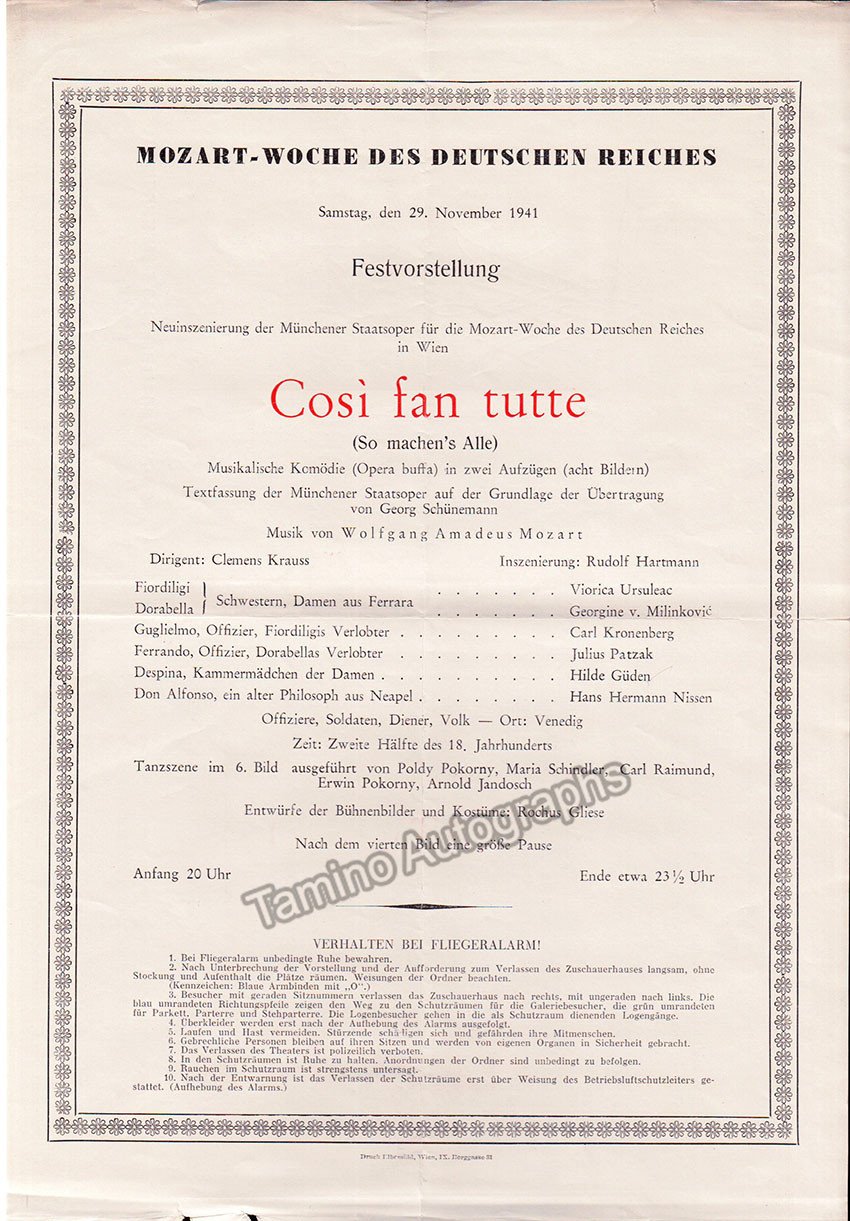 MOZART-WOCHE DES DEUTSCHEN REICHES
Samstag, den 29. November 1941
Festvorstellung
Neuinszenierung der Münchener Staatsoper für die Mozart-Woche des Deutschen Reiches
in Wien
Così fan tutte
(So machen's Alle)
Musikalische Komödie (Opera buffa) in zwei Aufzügen (acht Bildern)
Textfassung der Münchener Staatsoper auf der Grundlage der Übertragung
von Georg Schünemann
Musik von Wolfgang Amadeus Mozart
Dirigent: Clemens Krauss Inszenierung: Rudolf Hartmann
Fiordiligi } Schwestern, Damen aus Ferrara . . . . . . . Viorica Ursuleac
Dorabella } . . . . . . . Georgine v. Milinković
Guglielmo, Offizier, Fiordiligis Verlobter . . . . . . . . Carl Kronenberg
Ferrando, Offizier, Dorabellas Verlobter . . . . . . . . Julius Patzak
Despina, Kammermädchen der Damen . . . . . . . . . Hilde Güden
Don Alfonso, ein alter Philosoph aus Neapel . . . . . . . . Hans Hermann Nissen
Offiziere, Soldaten, Diener, Volk — Ort: Venedig
Zeit: Zweite Hälfte des 18. Jahrhunderts
Tanzszene im 6. Bild ausgeführt von Poldy Pokorny, Maria Schindler, Carl Raimund,
Erwin Pokorny, Arnold Jandosch
Entwürfe der Bühnenbilder und Kostüme: Rochus Gliese
Nach dem vierten Bild eine größe Pause
Anfang 20 Uhr Ende etwa 23½ Uhr
Tamino Autographs
VERHALTEN BEI FLIEGERALARM!
1. Bei Fliegeralarm unbedingte Ruhe bewahren.
2. Nach Unterbrechung der Vorstellung und der Aufforderung zum Verlassen des Zuschauerhauses langsam, ohne
Stockung und Aufenthalt die Plätze räumen. Weisungen der Ordner beachten.
(Kennzeichen: Blaue Armbinden mit „O".)
3. Besucher mit geraden Sitznummern verlassen das Zuschauerhaus nach rechts, mit ungeraden nach links. Die
blau umrandeten Richtungspfeile zeigen den Weg zu den Schutzräumen für die Galeriebesucher, die grün umrandeten
für Parkett, Parterre und Stehparterre. Die Logenbesucher gehen in die als Schutzraum dienenden Logengänge.
4. Überkleider werden erst nach der Aufhebung des Alarms ausgefolgt.
5. Laufen und Hast vermeiden. Stürzende schädigen sich und gefährden ihre Mitmenschen.
6. Gebrechliche Personen bleiben auf ihren Sitzen und werden von eigenen Organen in Sicherheit gebracht.
7. Das Verlassen des Theaters ist polizeilich verboten.
8. In den Schutzräumen ist Ruhe zu halten. Anordnungen der Ordner sind unbedingt zu befolgen.
9. Rauchen im Schutzraum ist strengstens untersagt.
10. Nach der Entwarnung ist das Verlassen der Schutzräume erst über Weisung des Betriebsluftschutzleiters ge-
stattet. (Aufhebung des Alarms.)
Druck Elbemühl, Wien, IX. Berggasse 31